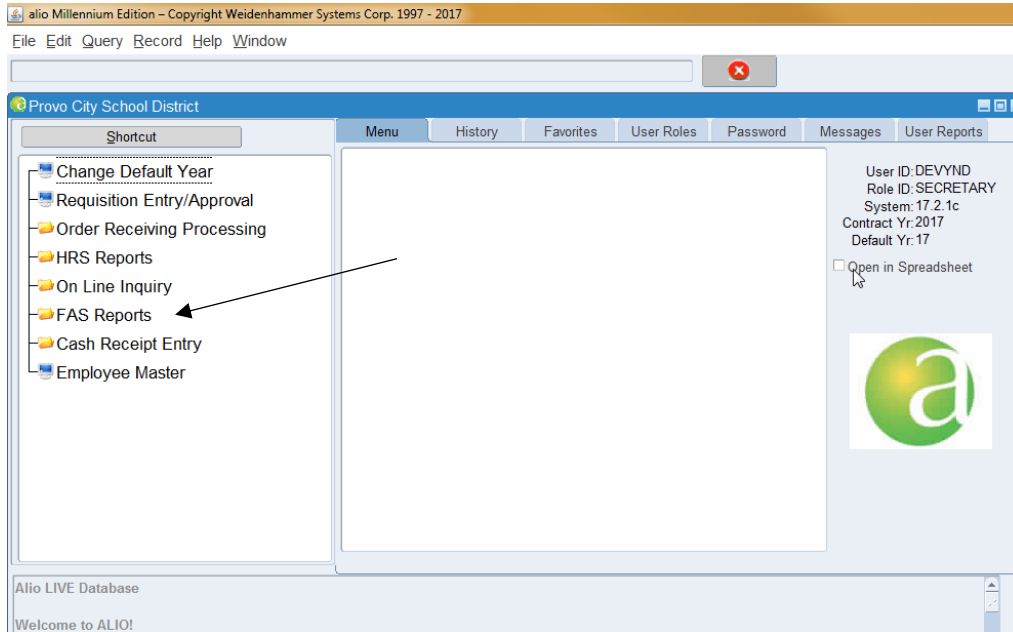 alio Millennium Edition – Copyright Weidenhammer Systems Corp. 1997 - 2017
File Edit Query Record Help Window
Provo City School District
Shortcut
Menu History Favorites User Roles Password Messages User Reports
Change Default Year
Requisition Entry/Approval
Order Receiving Processing
HRS Reports
On Line Inquiry
FAS Reports
Cash Receipt Entry
Employee Master
User ID: DEVYND
Role ID: SECRETARY
System: 17.2.1c
Contract Yr: 2017
Default Yr: 17
Open in Spreadsheet
a
Alio LIVE Database
Welcome to ALIO!